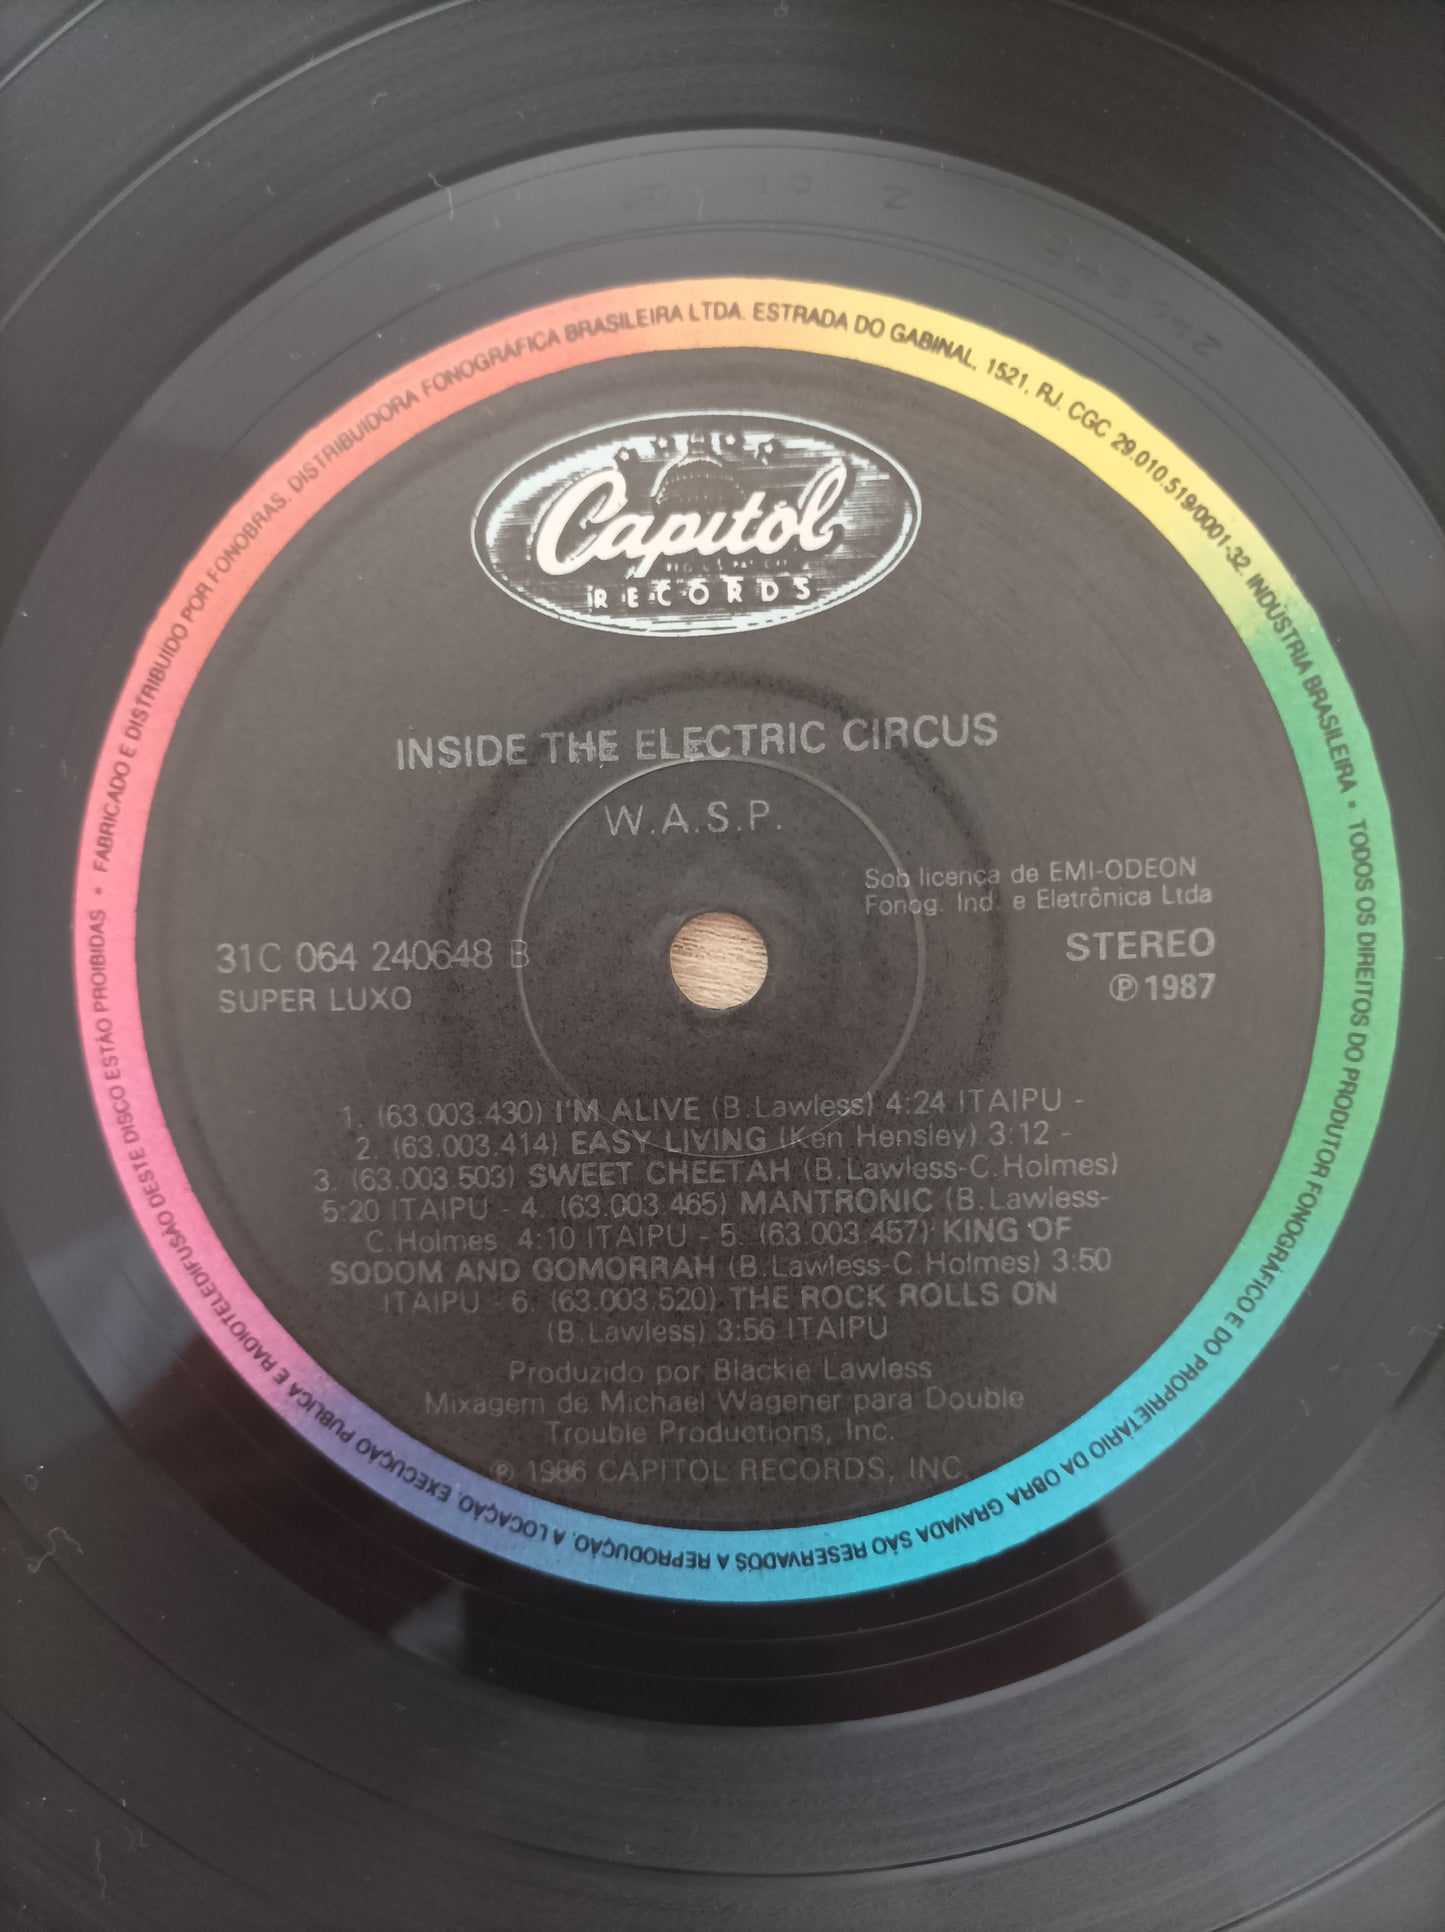 FABRICADO E DISTRIBUIDO POR FONOBRAS. DISTRIBUIDORA FONOGRÁFICA BRASILEIRA LTDA. ESTRADA DO GABINAL, 1521, RJ. CGC 29.010.519/0001-32. INDÚSTRIA BRASILEIRA • TODOS OS DIREITOS DO PRODUTOR FONOGRÁFICO E DO PROPRIETÁRIO DA OBRA GRAVADA SÃO RESERVADOS A REPRODUÇÃO, A LOCAÇÃO, EXECUÇÃO PUBLICA E RADIOTELEDIFUSÃO DESTE DISCO ESTÃO PROIBIDAS •
Capitol
RECORDS
INSIDE THE ELECTRIC CIRCUS
W.A.S.P.
Sob licença de EMI-ODEON
Fonog. Ind. e Eletrônica Ltda
31C 064 240648 B
STEREO
SUPER LUXO
℗ 1987
1. (63.003.430) I'M ALIVE (B.Lawless) 4:24 ITAIPU -
2. (63.003.414) EASY LIVING (Ken Hensley) 3:12 -
3. (63.003.503) SWEET CHEETAH (B.Lawless-C.Holmes)
5:20 ITAIPU - 4. (63.003.465) MANTRONIC (B.Lawless-
C.Holmes 4:10 ITAIPU - 5. (63.003.457) KING OF
SODOM AND GOMORRAH (B.Lawless-C.Holmes) 3:50
ITAIPU - 6. (63.003.520) THE ROCK ROLLS ON
(B.Lawless) 3:56 ITAIPU
Produzido por Blackie Lawless
Mixagem de Michael Wagener para Double
Trouble Productions, Inc.
℗ 1986 CAPITOL RECORDS, INC.